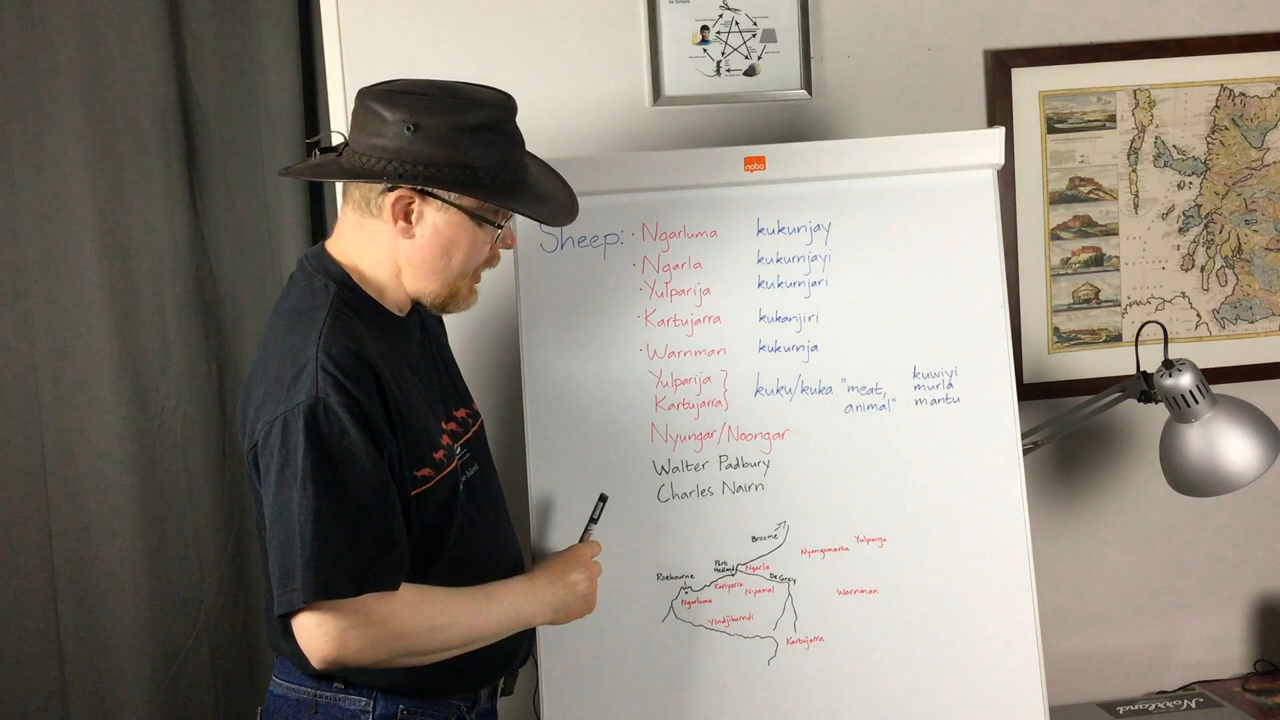 nobo
Sheep: · Ngarluma kukunjay
· Ngarla kukurnjayi
· Yulparija kukurnjari
· Kartujarra kukanjiri
· Warnman kukurnja
Yulparija } kuku/kuka "meat, kuwiyi
Kartujarra animal" murla
mantu
Nyungar/Noongar
Walter Padbury
Charles Nairn
Broome
Nyangumarta Yulparija
Port
Hedland Ngarla
Roebourne Kariyarra De Grey
Ngarluma Nyamal Warnman
Yindjibarndi
Kartujarra
Norrland